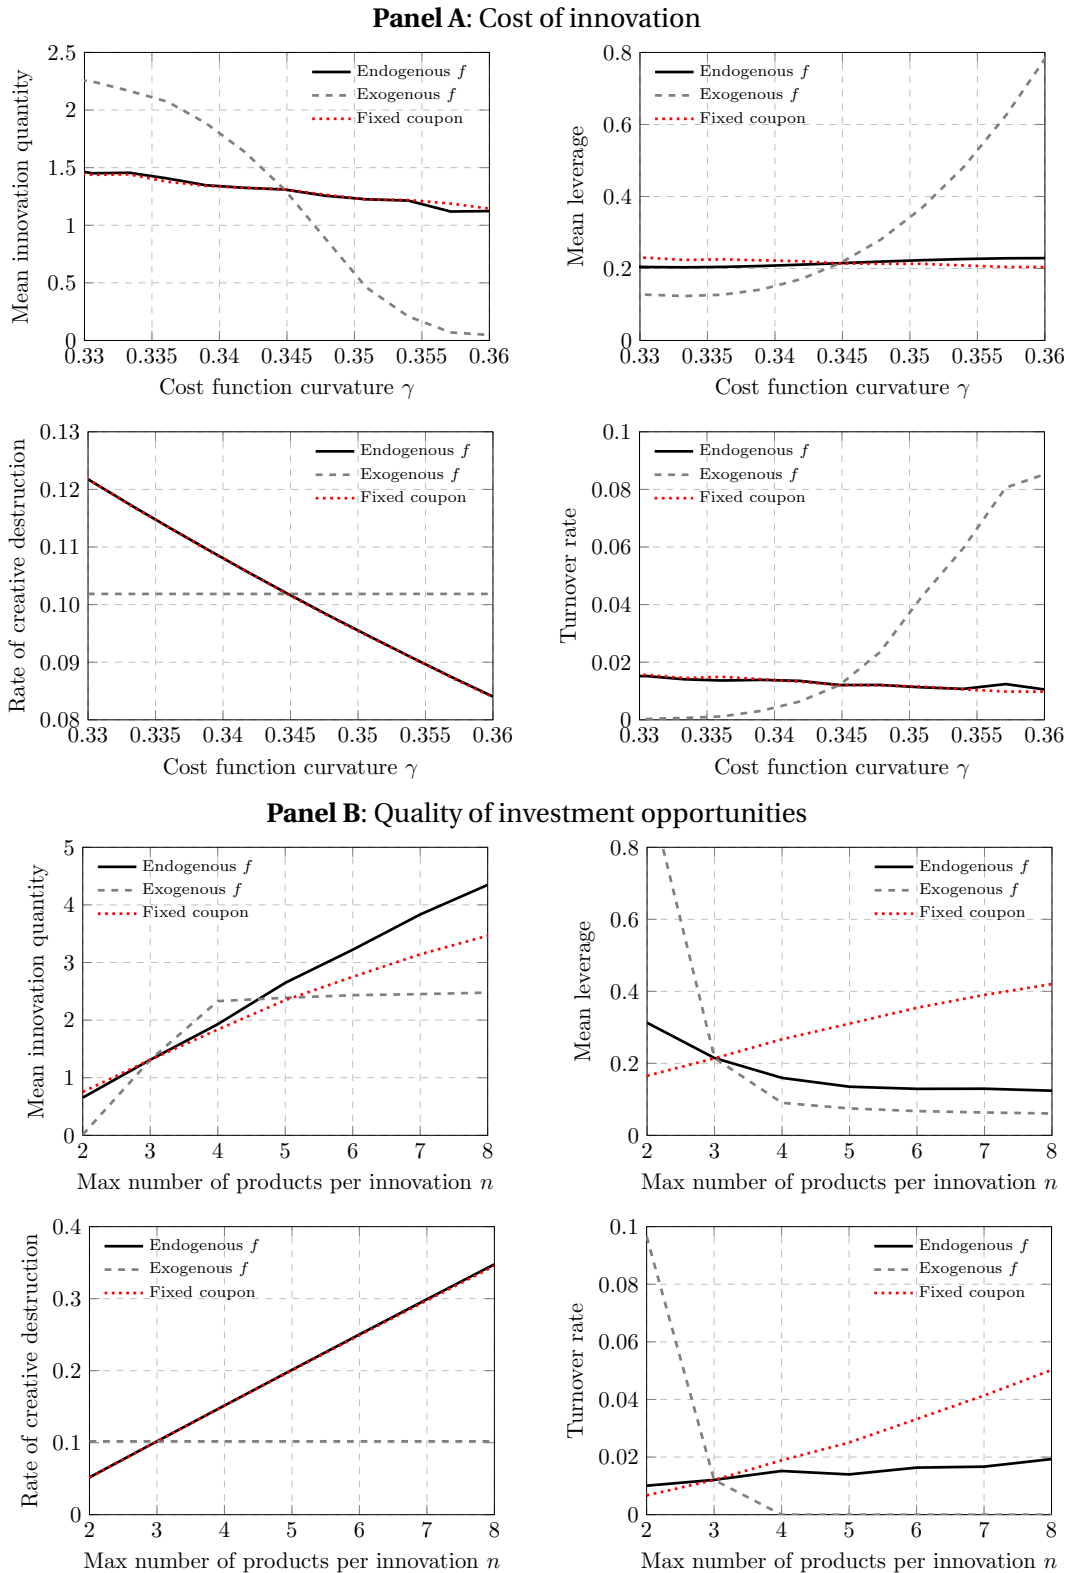 Panel A: Cost of innovation
Mean innovation quantity
2.5
2
1.5
1
0.5
0
0.33 0.335 0.34 0.345 0.35 0.355 0.36
Cost function curvature γ
Endogenous f
Exogenous f
Fixed coupon
Mean leverage
0.8
0.6
0.4
0.2
0
0.33 0.335 0.34 0.345 0.35 0.355 0.36
Cost function curvature γ
Endogenous f
Exogenous f
Fixed coupon
Rate of creative destruction
0.13
0.12
0.11
0.10
0.09
0.08
0.33 0.335 0.34 0.345 0.35 0.355 0.36
Cost function curvature γ
Endogenous f
Exogenous f
Fixed coupon
Turnover rate
0.1
0.08
0.06
0.04
0.02
0
0.33 0.335 0.34 0.345 0.35 0.355 0.36
Cost function curvature γ
Endogenous f
Exogenous f
Fixed coupon
Panel B: Quality of investment opportunities
Mean innovation quantity
5
4
3
2
1
0
2 3 4 5 6 7 8
Max number of products per innovation n
Endogenous f
Exogenous f
Fixed coupon
Mean leverage
0.8
0.6
0.4
0.2
0
2 3 4 5 6 7 8
Max number of products per innovation n
Endogenous f
Exogenous f
Fixed coupon
Rate of creative destruction
0.4
0.3
0.2
0.1
0
2 3 4 5 6 7 8
Max number of products per innovation n
Endogenous f
Exogenous f
Fixed coupon
Turnover rate
0.1
0.08
0.06
0.04
0.02
0
2 3 4 5 6 7 8
Max number of products per innovation n
Endogenous f
Exogenous f
Fixed coupon